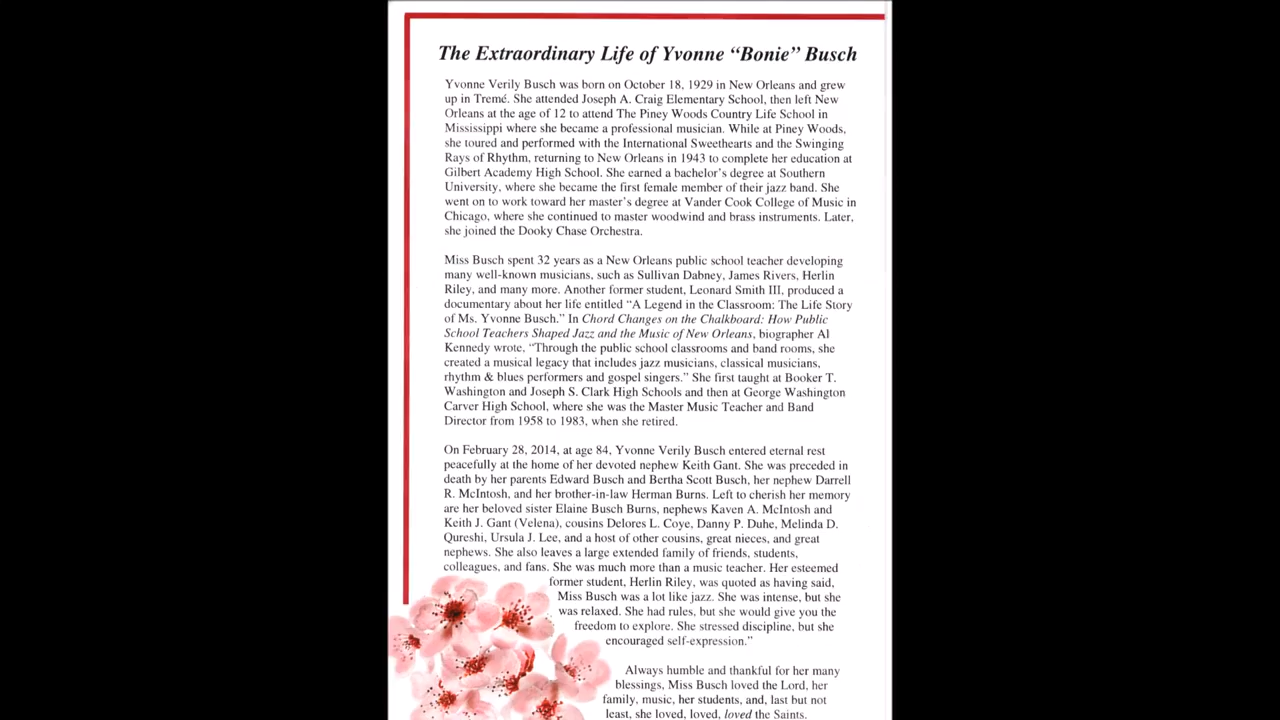 The Extraordinary Life of Yvonne “Bonie” Busch
Yvonne Verily Busch was born on October 18, 1929 in New Orleans and grew
up in Tremé. She attended Joseph A. Craig Elementary School, then left New
Orleans at the age of 12 to attend The Piney Woods Country Life School in
Mississippi where she became a professional musician. While at Piney Woods,
she toured and performed with the International Sweethearts and the Swinging
Rays of Rhythm, returning to New Orleans in 1943 to complete her education at
Gilbert Academy High School. She earned a bachelor’s degree at Southern
University, where she became the first female member of their jazz band. She
went on to work toward her master’s degree at Vander Cook College of Music in
Chicago, where she continued to master woodwind and brass instruments. Later,
she joined the Dooky Chase Orchestra.
Miss Busch spent 32 years as a New Orleans public school teacher developing
many well-known musicians, such as Sullivan Dabney, James Rivers, Herlin
Riley, and many more. Another former student, Leonard Smith III, produced a
documentary about her life entitled “A Legend in the Classroom: The Life Story
of Ms. Yvonne Busch.” In Chord Changes on the Chalkboard: How Public
School Teachers Shaped Jazz and the Music of New Orleans, biographer Al
Kennedy wrote, “Through the public school classrooms and band rooms, she
created a musical legacy that includes jazz musicians, classical musicians,
rhythm & blues performers and gospel singers.” She first taught at Booker T.
Washington and Joseph S. Clark High Schools and then at George Washington
Carver High School, where she was the Master Music Teacher and Band
Director from 1958 to 1983, when she retired.
On February 28, 2014, at age 84, Yvonne Verily Busch entered eternal rest
peacefully at the home of her devoted nephew Keith Gant. She was preceded in
death by her parents Edward Busch and Bertha Scott Busch, her nephew Darrell
R. McIntosh, and her brother-in-law Herman Burns. Left to cherish her memory
are her beloved sister Elaine Busch Burns, nephews Kaven A. McIntosh and
Keith J. Gant (Velena), cousins Delores L. Coye, Danny P. Duhe, Melinda D.
Qureshi, Ursula J. Lee, and a host of other cousins, great nieces, and great
nephews. She also leaves a large extended family of friends, students,
colleagues, and fans. She was much more than a music teacher. Her esteemed
former student, Herlin Riley, was quoted as having said,
Miss Busch was a lot like jazz. She was intense, but she
was relaxed. She had rules, but she would give you the
freedom to explore. She stressed discipline, but she
encouraged self-expression.”
Always humble and thankful for her many
blessings, Miss Busch loved the Lord, her
family, music, her students, and, last but not
least, she loved, loved, loved the Saints.